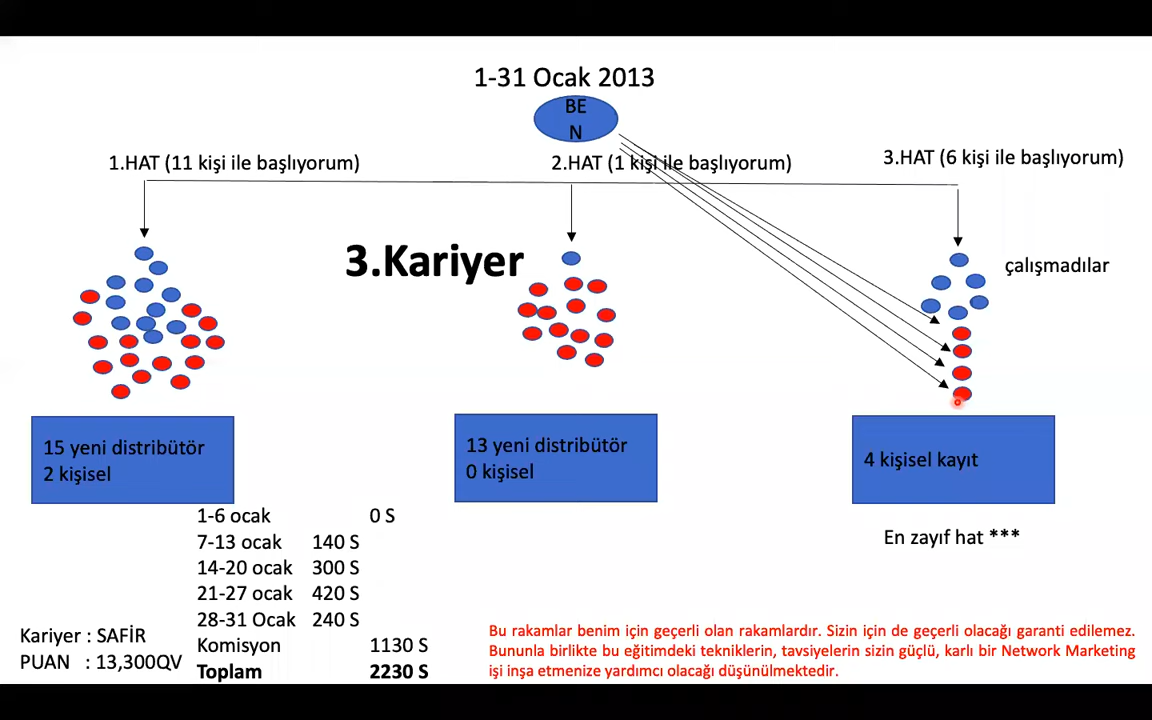 1-31 Ocak 2013
BE
N
1.HAT (11 kişi ile başlıyorum)
2.HAT (1 kişi ile başlıyorum)
3.HAT (6 kişi ile başlıyorum)
3.Kariyer
çalışmadılar
15 yeni distribütör
2 kişisel
13 yeni distribütör
0 kişisel
4 kişisel kayıt
En zayıf hat ***
1-6 ocak 0 S
7-13 ocak 140 S
14-20 ocak 300 S
21-27 ocak 420 S
28-31 Ocak 240 S
Komisyon 1130 S
Toplam 2230 S
Kariyer : SAFİR
PUAN : 13,300QV
Bu rakamlar benim için geçerli olan rakamlardır. Sizin için de geçerli olacağı garanti edilemez.
Bununla birlikte bu eğitimdeki tekniklerin, tavsiyelerin sizin güçlü, karlı bir Network Marketing
işi inşa etmenize yardımcı olacağı düşünülmektedir.